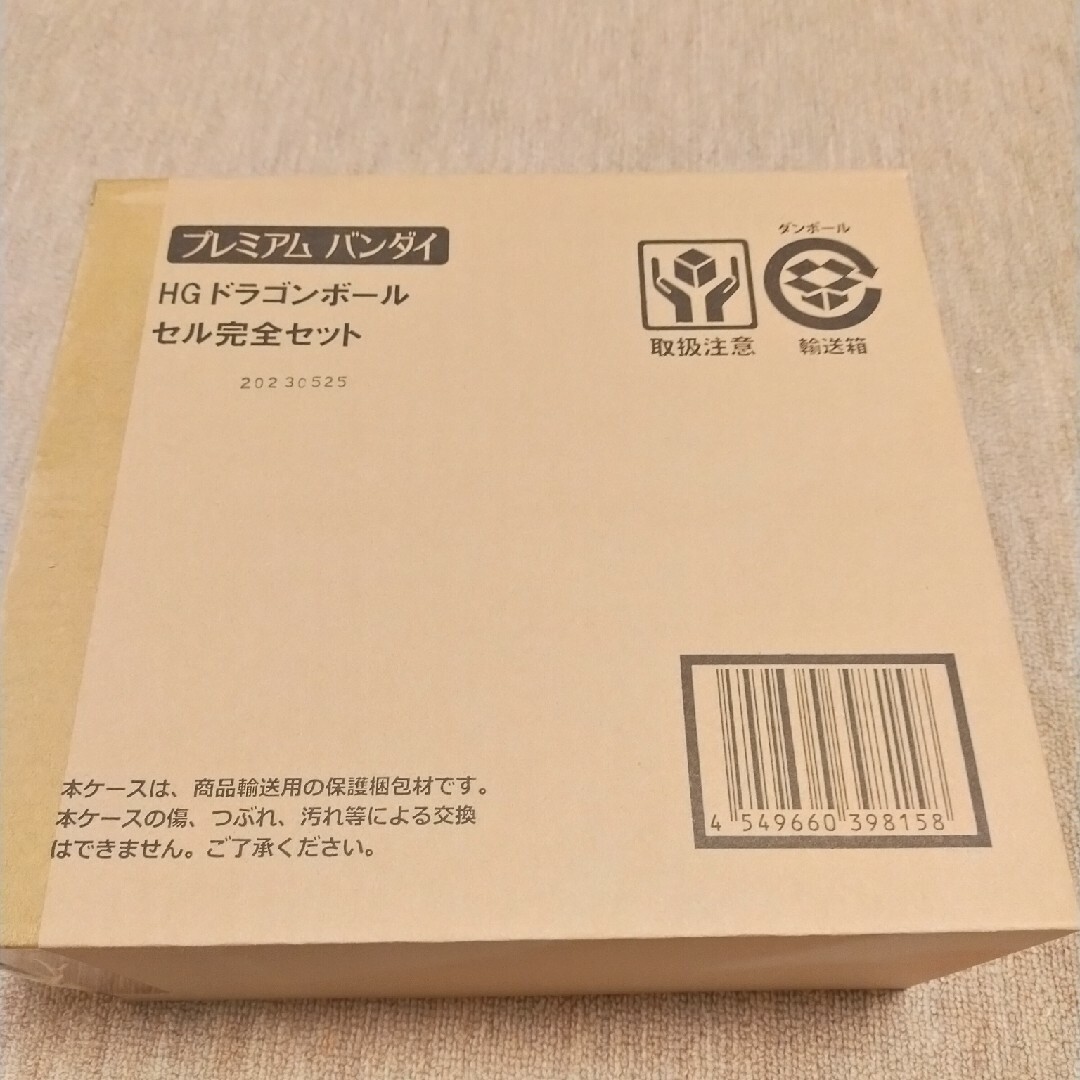 プレミアム バンダイ
HGドラゴンボール
セル完全セット
20230525
ダンボール
取扱注意
輸送箱
本ケースは、商品輸送用の保護梱包材です。
本ケースの傷、つぶれ、汚れ等による交換
はできません。ご了承ください。
4 549660 398158